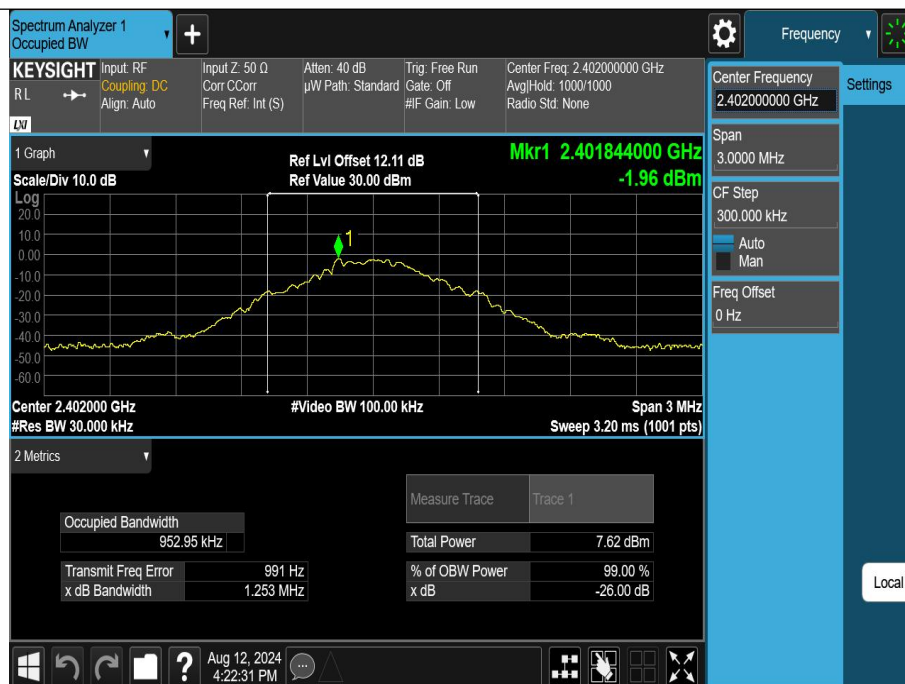 Spectrum Analyzer 1
Occupied BW
Frequency
KEYSIGHT
RL
LXI
Input: RF
Coupling: DC
Align: Auto
Input Z: 50 Ω
Corr CCorr
Freq Ref: Int (S)
Atten: 40 dB
µW Path: Standard
Trig: Free Run
Gate: Off
#IF Gain: Low
Center Freq: 2.402000000 GHz
Avg|Hold: 1000/1000
Radio Std: None
Center Frequency
2.402000000 GHz
Settings
Span
3.0000 MHz
CF Step
300.000 kHz
Auto
Man
Freq Offset
0 Hz
Local
1 Graph
Scale/Div 10.0 dB
Ref Lvl Offset 12.11 dB
Ref Value 30.00 dBm
Mkr1 2.401844000 GHz
-1.96 dBm
Log
20.0
10.0
0.00
-10.0
-20.0
-30.0
-40.0
-50.0
-60.0
1
Center 2.402000 GHz
#Res BW 30.000 kHz
#Video BW 100.00 kHz
Span 3 MHz
Sweep 3.20 ms (1001 pts)
2 Metrics
Measure Trace Trace 1
Occupied Bandwidth
952.95 kHz
Total Power 7.62 dBm
Transmit Freq Error 991 Hz
% of OBW Power 99.00 %
x dB Bandwidth 1.253 MHz
x dB -26.00 dB
Aug 12, 2024
4:22:31 PM